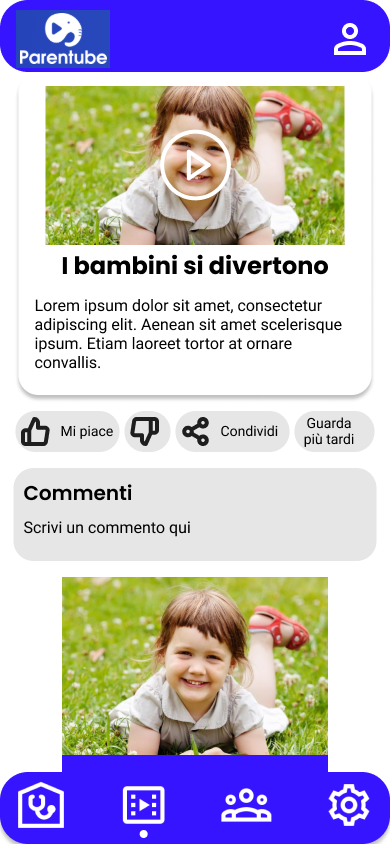 Parentube
I bambini si divertono
Lorem ipsum dolor sit amet, consectetur
adipiscing elit. Aenean sit amet scelerisque
ipsum. Etiam laoreet tortor at ornare
convallis.
Mi piace
Condividi
Guarda
più tardi
Commenti
Scrivi un commento qui